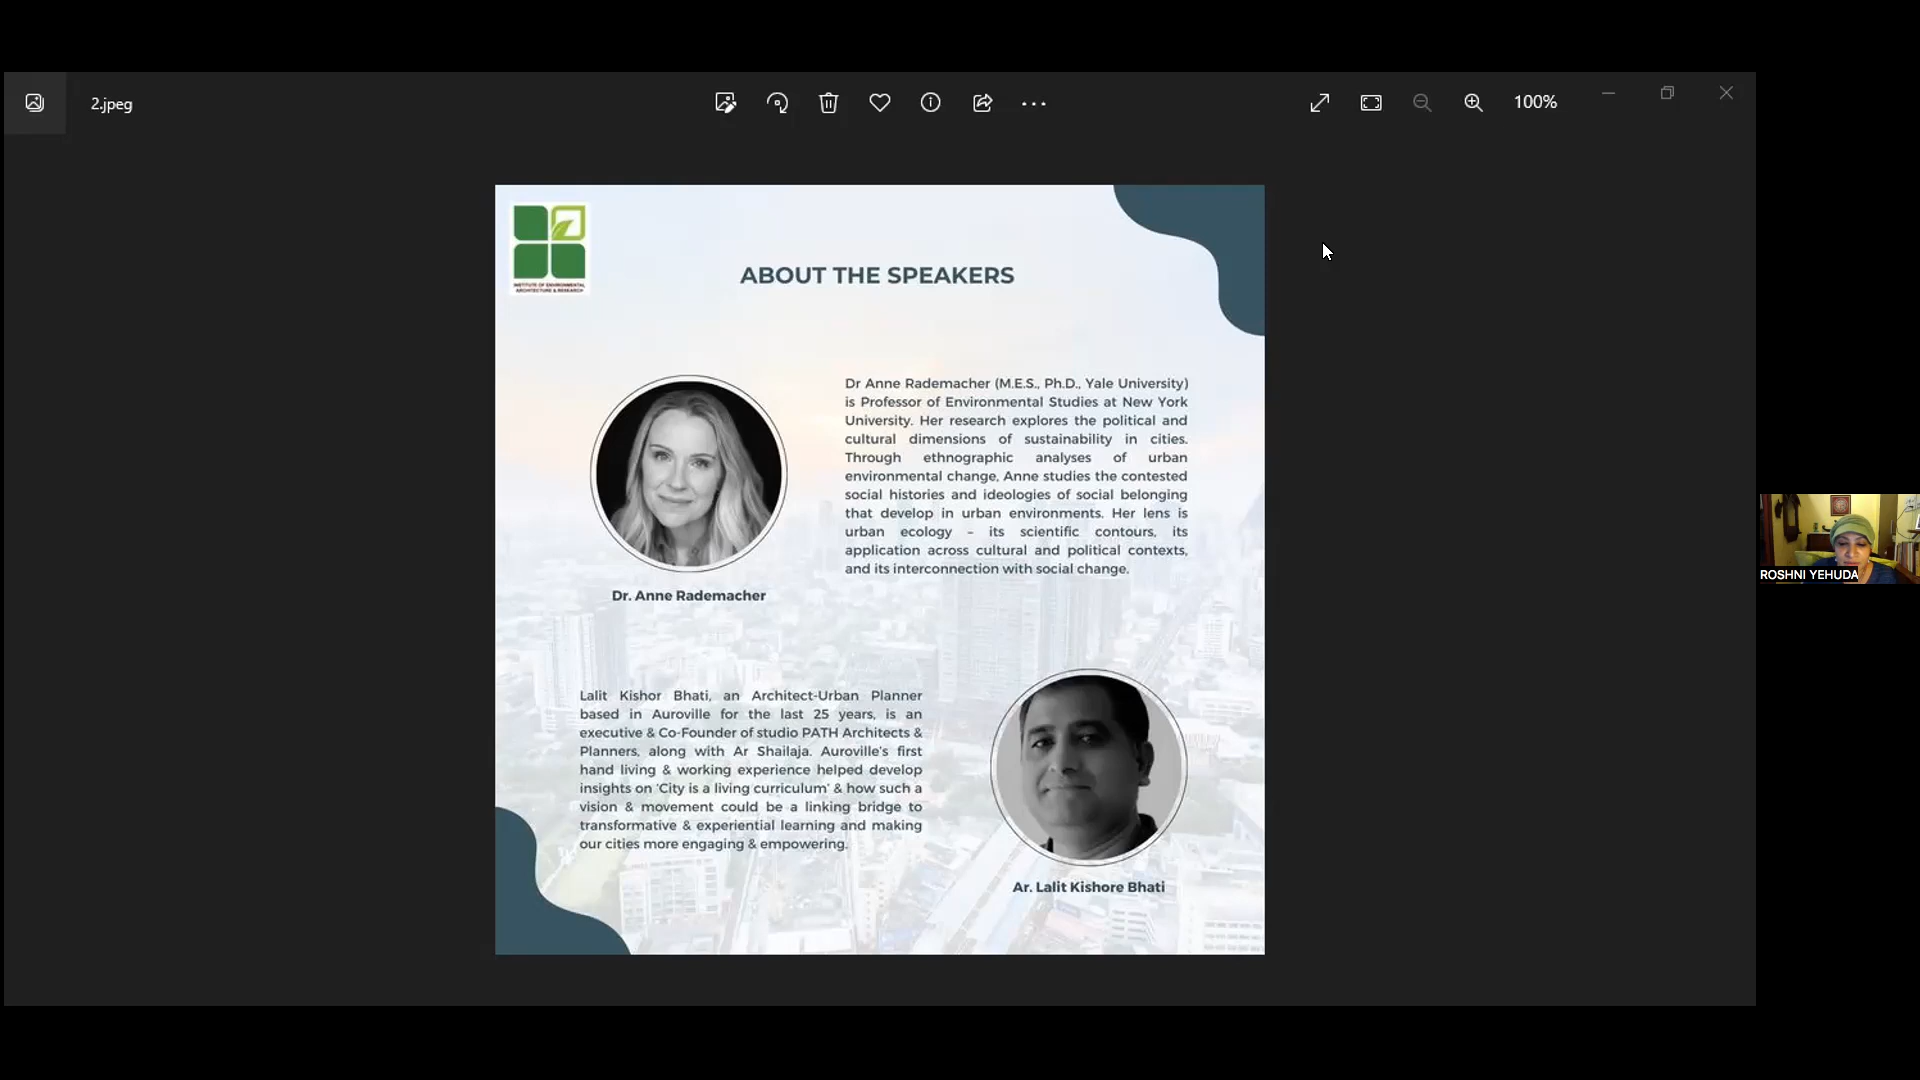 2.jpeg
100%
INSTITUTE OF ENVIRONMENTAL
ARCHITECTURE & RESEARCH
ABOUT THE SPEAKERS
Dr Anne Rademacher (M.E.S., Ph.D., Yale University)
is Professor of Environmental Studies at New York
University. Her research explores the political and
cultural dimensions of sustainability in cities.
Through ethnographic analyses of urban
environmental change, Anne studies the contested
social histories and ideologies of social belonging
that develop in urban environments. Her lens is
urban ecology – its scientific contours, its
application across cultural and political contexts,
and its interconnection with social change.
Dr. Anne Rademacher
ROSHNI YEHUDA
Lalit Kishor Bhati, an Architect-Urban Planner
based in Auroville for the last 25 years, is an
executive & Co-Founder of studio PATH Architects &
Planners, along with Ar Shailaja. Auroville's first
hand living & working experience helped develop
insights on 'City is a living curriculum' & how such a
vision & movement could be a linking bridge to
transformative & experiential learning and making
our cities more engaging & empowering.
Ar. Lalit Kishore Bhati